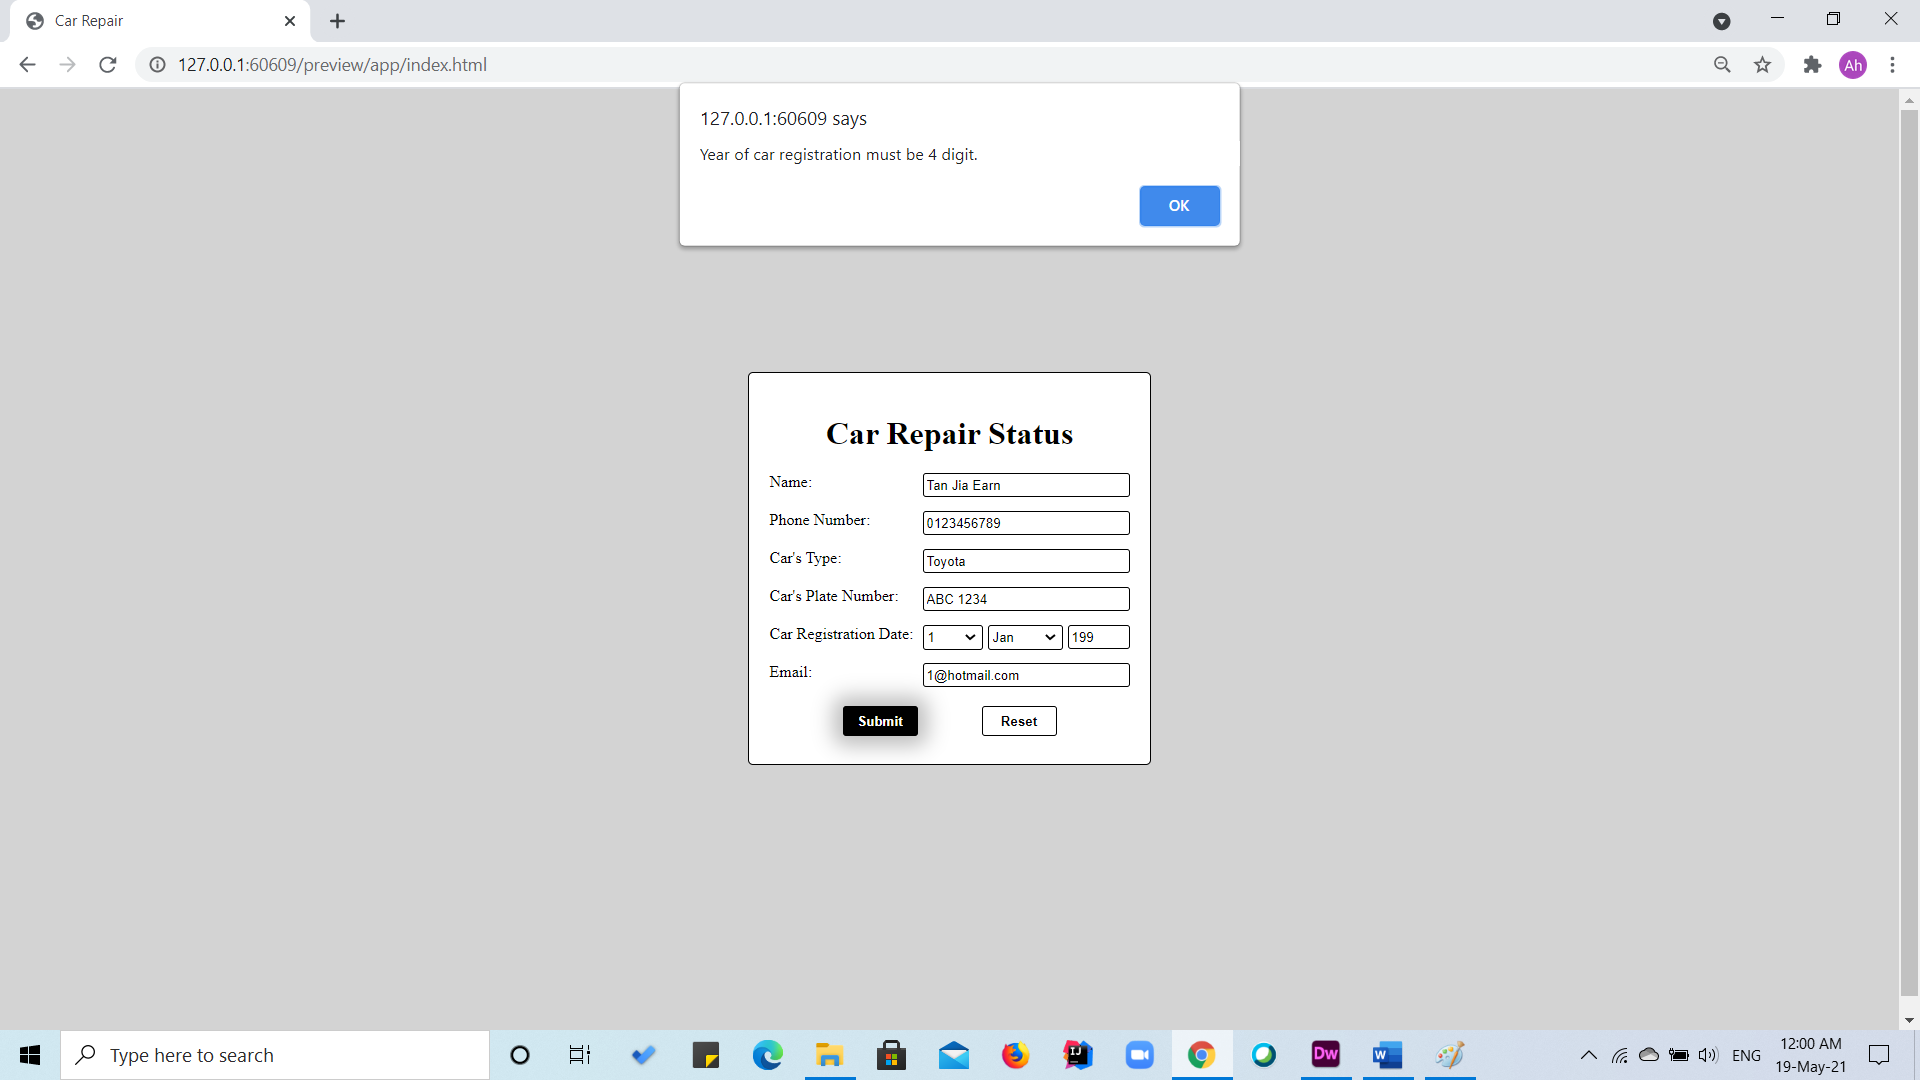 Car Repair
127.0.0.1:60609/preview/app/index.html
Ah
127.0.0.1:60609 says
Year of car registration must be 4 digit.
OK
Car Repair Status
Name: Tan Jia Earn
Phone Number: 0123456789
Car's Type: Toyota
Car's Plate Number: ABC 1234
Car Registration Date: 1 Jan 199
Email: 1@hotmail.com
Submit Reset
Type here to search
IJ
Dw
W
ENG
12:00 AM
19-May-21